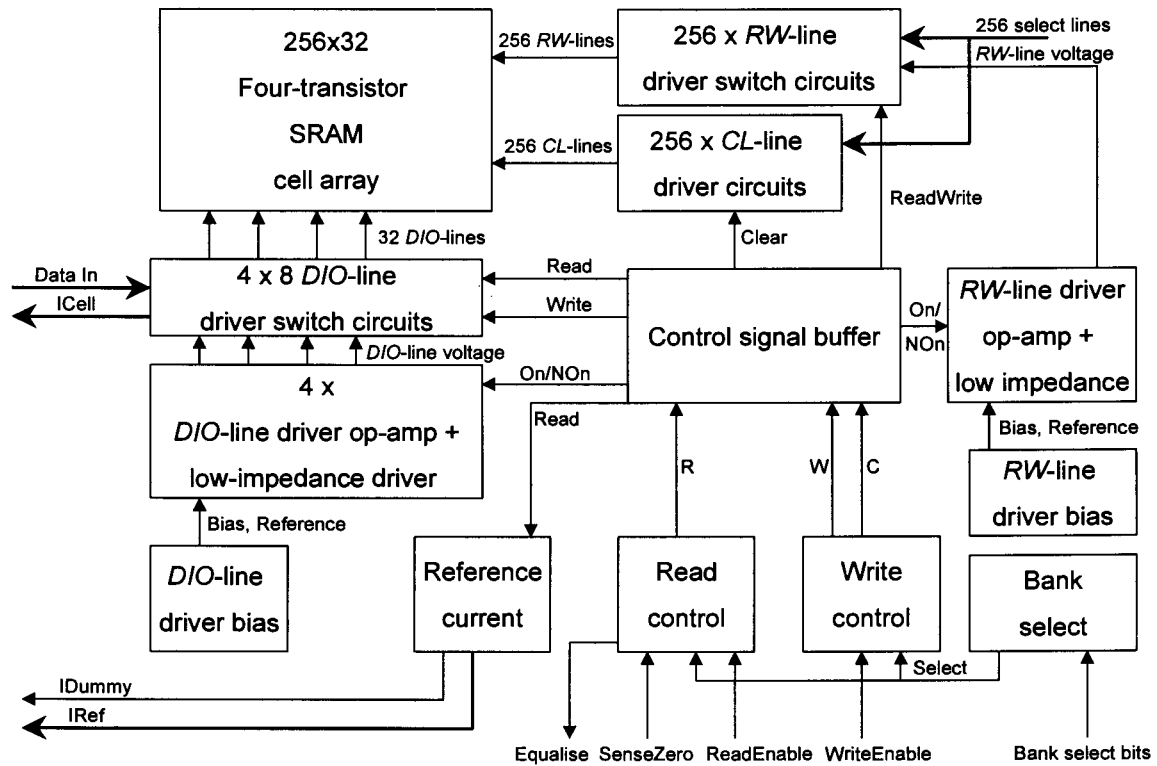 256x32
Four-transistor
SRAM
cell array
256 RW-lines
256 x RW-line
driver switch circuits
256 select lines
RW-line voltage
256 CL-lines
256 x CL-line
driver circuits
ReadWrite
Clear
32 DIO-lines
Data In
ICell
4 x 8 DIO-line
driver switch circuits
Read
Write
Control signal buffer
On/
NOn
RW-line driver
op-amp +
low impedance
DIO-line voltage
4 x
DIO-line driver op-amp +
low-impedance driver
On/NOn
Read
Bias, Reference
RW-line
driver bias
R
W
C
Bias, Reference
DIO-line
driver bias
Reference
current
Read
control
Write
control
Bank
select
Select
IDummy
IRef
Equalise
SenseZero
ReadEnable
WriteEnable
Bank select bits